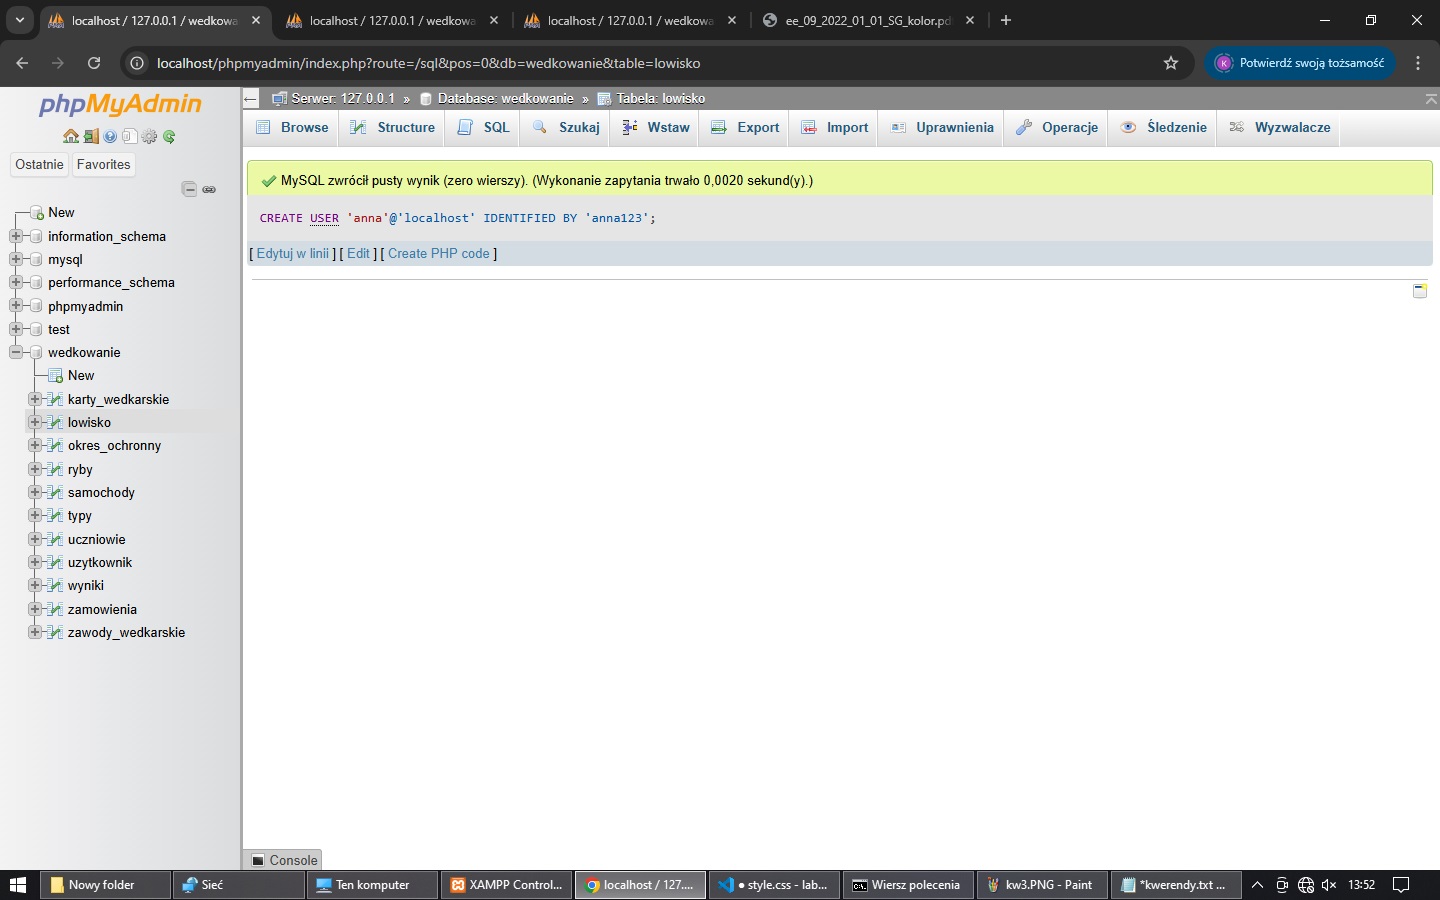 localhost / 127.0.0.1 / wedkowa
localhost / 127.0.0.1 / wedkowa
localhost / 127.0.0.1 / wedkowa
ee_09_2022_01_01_SG_kolor.pd
localhost/phpmyadmin/index.php?route=/sql&pos=0&db=wedkowanie&table=lowisko
K
Potwierdź swoją tożsamość
phpMyAdmin
Ostatnie
Favorites
New
information_schema
mysql
performance_schema
phpmyadmin
test
wedkowanie
New
karty_wedkarskie
lowisko
okres_ochronny
ryby
samochody
typy
uczniowie
uzytkownik
wyniki
zamowienia
zawody_wedkarskie
Serwer: 127.0.0.1 » Database: wedkowanie » Tabela: lowisko
Browse
Structure
SQL
Szukaj
Wstaw
Export
Import
Uprawnienia
Operacje
Śledzenie
Wyzwalacze
MySQL zwrócił pusty wynik (zero wierszy). (Wykonanie zapytania trwało 0,0020 sekund(y).)
CREATE USER 'anna'@'localhost' IDENTIFIED BY 'anna123';
[ Edytuj w linii ] [ Edit ] [ Create PHP code ]
Console
Nowy folder
Sieć
Ten komputer
XAMPP Control...
localhost / 127....
● style.css - lab...
Wiersz polecenia
kw3.PNG - Paint
*kwerendy.txt ...
13:52